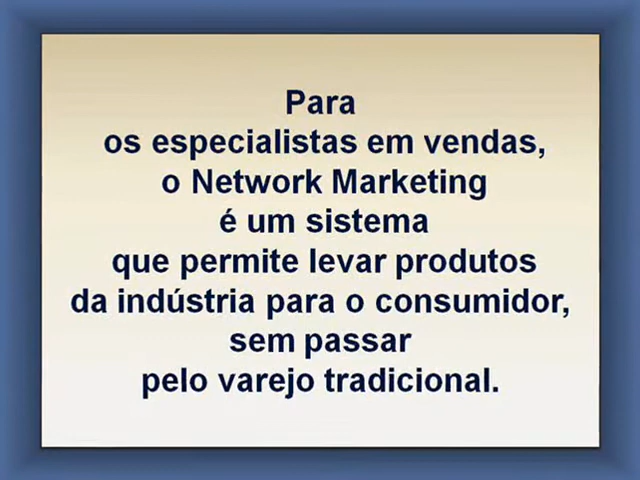 Para
os especialistas em vendas,
o Network Marketing
é um sistema
que permite levar produtos
da indústria para o consumidor,
sem passar
pelo varejo tradicional.